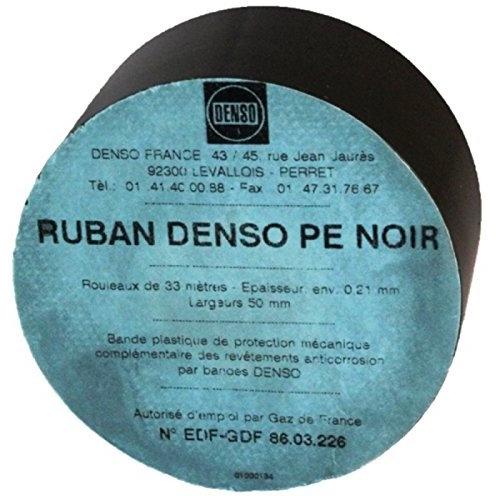 DENSO
DENSO FRANCE 43 / 45, rue Jean Jaurès
92300 LEVALLOIS - PERRET
Tél.: 01 41.40 00.88 - Fax 01 47.31.76 67
RUBAN DENSO PE NOIR
Rouleaux de 33 mètres - Epaisseur env. 0,21 mm
Largeurs 50 mm
Bande plastique de protection mécanique
complémentaire des revêtements anticorrosion
par bandes DENSO
Autorisé d'emploi par Gaz de France
N° EDF-GDF 86.03.226